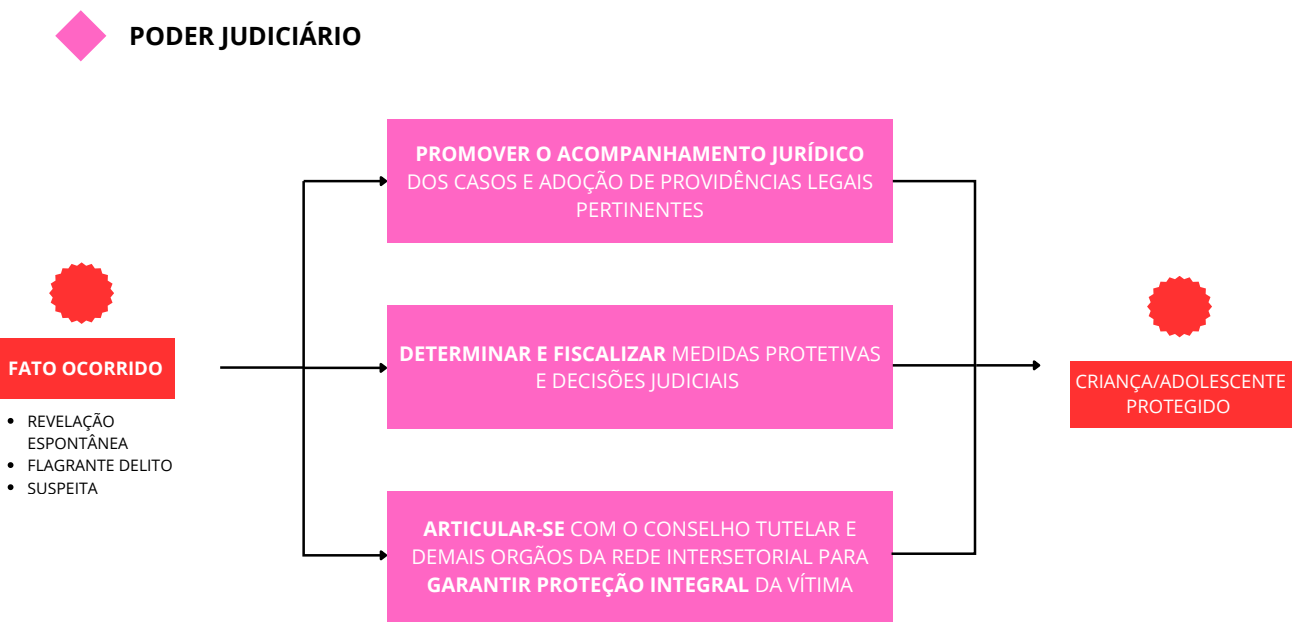 PODER JUDICIÁRIO
PROMOVER O ACOMPANHAMENTO JURÍDICO
DOS CASOS E ADOÇÃO DE PROVIDÊNCIAS LEGAIS
PERTINENTES
FATO OCORRIDO
• REVELAÇÃO
ESPONTÂNEA
• FLAGRANTE DELITO
• SUSPEITA
DETERMINAR E FISCALIZAR MEDIDAS PROTETIVAS
E DECISÕES JUDICIAIS
ARTICULAR-SE COM O CONSELHO TUTELAR E
DEMAIS ORGÃOS DA REDE INTERSETORIAL PARA
GARANTIR PROTEÇÃO INTEGRAL DA VÍTIMA
CRIANÇA/ADOLESCENTE
PROTEGIDO